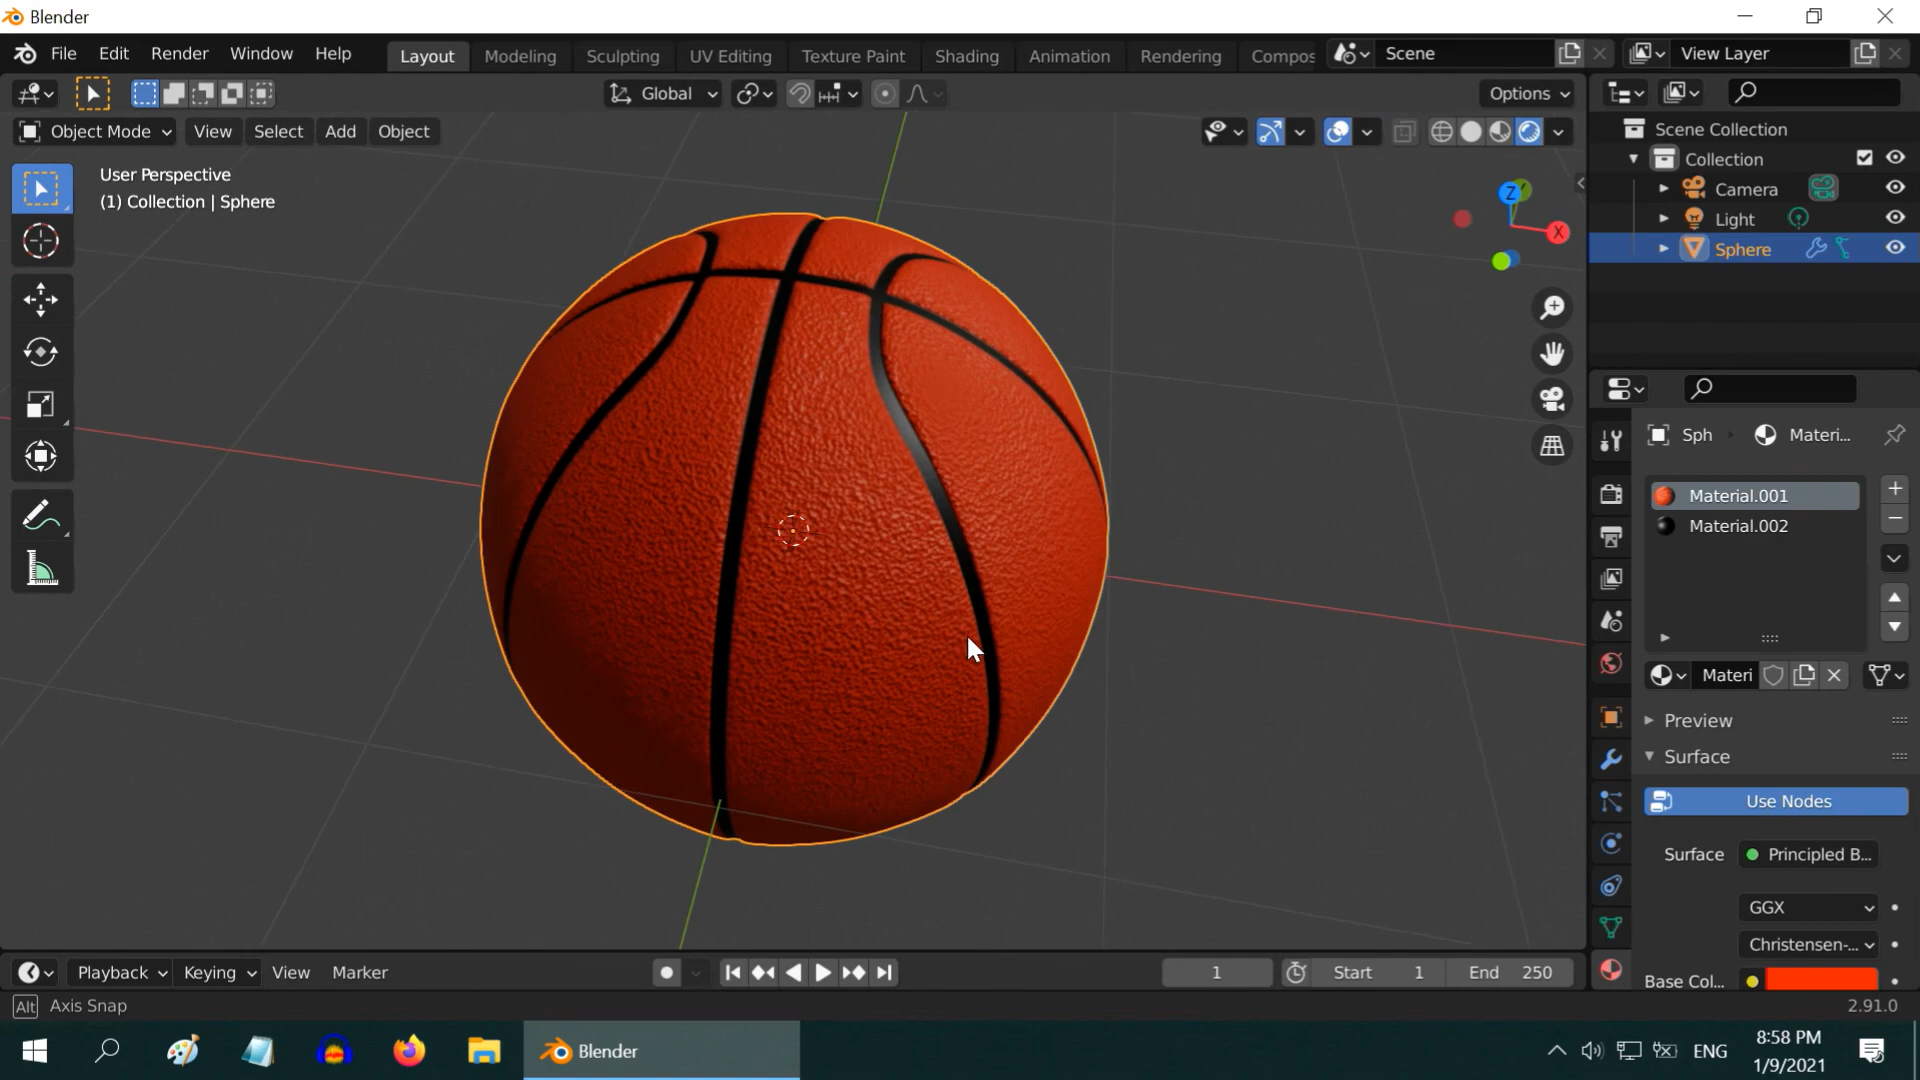 Blender
File Edit Render Window Help Layout Modeling Sculpting UV Editing Texture Paint Shading Animation Rendering Compos Scene View Layer
Global Options
Object Mode View Select Add Object
User Perspective
(1) Collection | Sphere
Z
X
Scene Collection
Collection
Camera
Light
Sphere
Sph Materi...
Material.001
Material.002
Materi
Preview
Surface
Use Nodes
Surface Principled B...
GGX
Christensen-...
Base Col...
Playback Keying View Marker 1 Start 1 End 250
Alt Axis Snap 2.91.0
Blender ENG 8:58 PM
1/9/2021